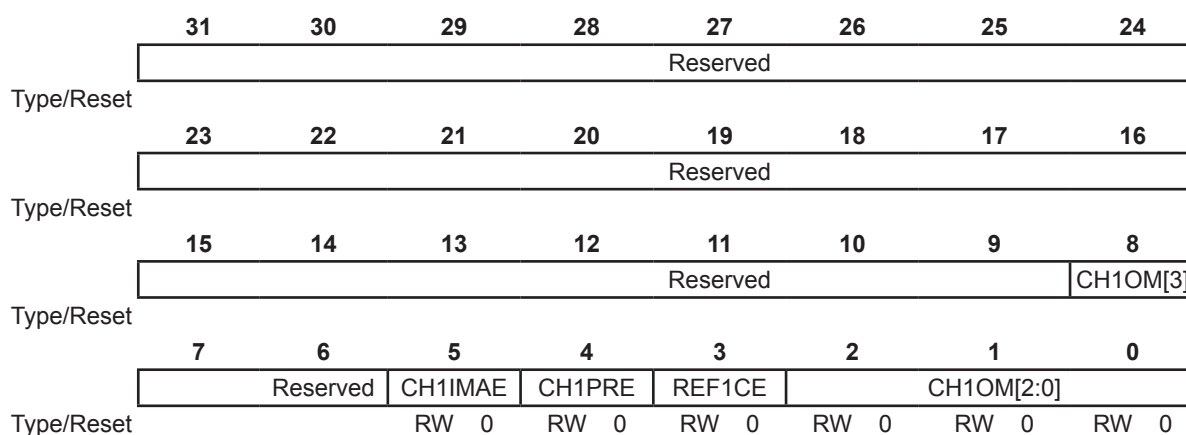 31 30 29 28 27 26 25 24
Reserved
Type/Reset
23 22 21 20 19 18 17 16
Reserved
Type/Reset
15 14 13 12 11 10 9 8
Reserved CH1OM[3]
Type/Reset
7 6 5 4 3 2 1 0
Reserved CH1IMAE CH1PRE REF1CE CH1OM[2:0]
Type/Reset RW 0 RW 0 RW 0 RW 0 RW 0 RW 0